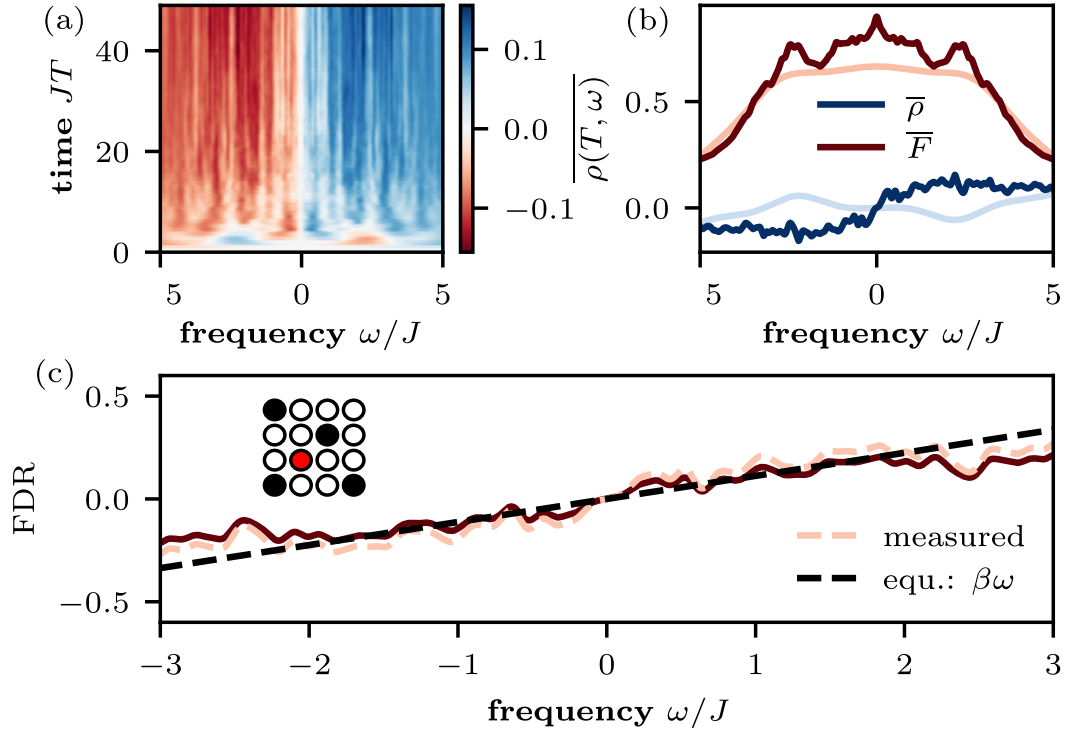 (a)
time JT
40
30
20
10
0
5
0
5
frequency ω/J
0.1
0.0
−0.1
ρ(T, ω)
(b)
0.5
0.0
ρ
F
5
0
5
frequency ω/J
(c)
FDR
0.5
0.0
−0.5
measured
equ.: βω
−3
−2
−1
0
1
2
3
frequency ω/J